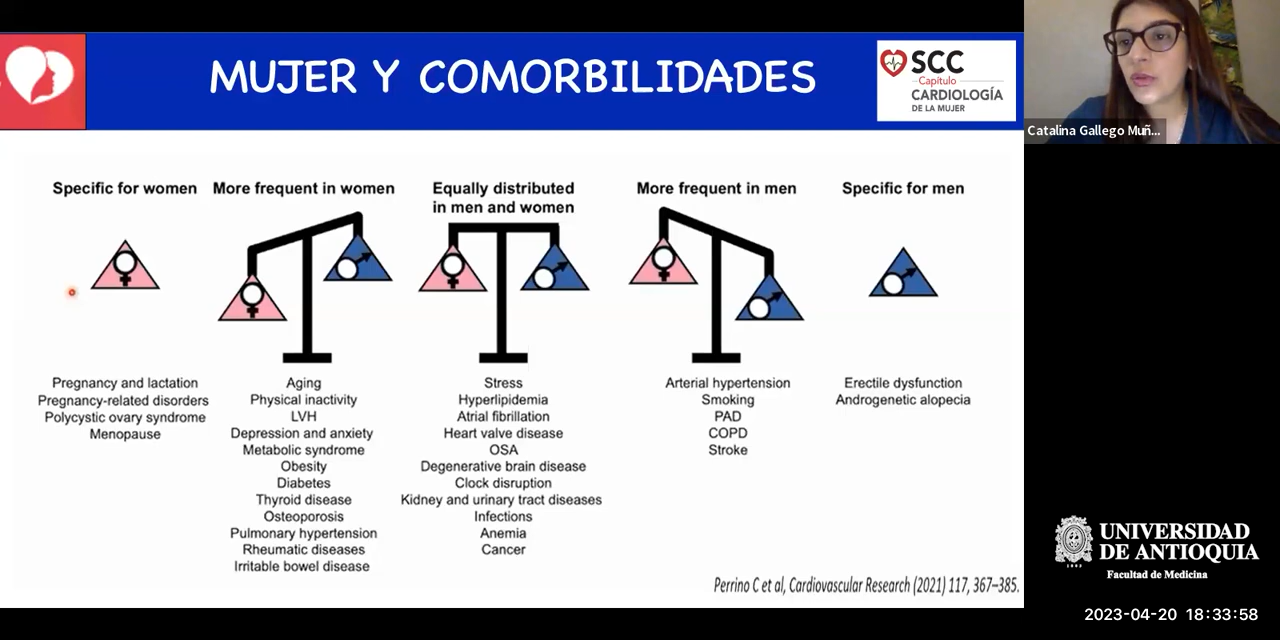 MUJER Y COMORBILIDADES
SCC
Capítulo
CARDIOLOGÍA
DE LA MUJER
Catalina Gallego Muñ...
Specific for women
More frequent in women
Equally distributed
in men and women
More frequent in men
Specific for men
Pregnancy and lactation
Pregnancy-related disorders
Polycystic ovary syndrome
Menopause
Aging
Physical inactivity
LVH
Depression and anxiety
Metabolic syndrome
Obesity
Diabetes
Thyroid disease
Osteoporosis
Pulmonary hypertension
Rheumatic diseases
Irritable bowel disease
Stress
Hyperlipidemia
Atrial fibrillation
Heart valve disease
OSA
Degenerative brain disease
Clock disruption
Kidney and urinary tract diseases
Infections
Anemia
Cancer
Arterial hypertension
Smoking
PAD
COPD
Stroke
Erectile dysfunction
Androgenetic alopecia
Perrino C et al, Cardiovascular Research (2021) 117, 367–385.
UNIVERSIDAD
DE ANTIOQUIA
Facultad de Medicina
2023-04-20 18:33:58